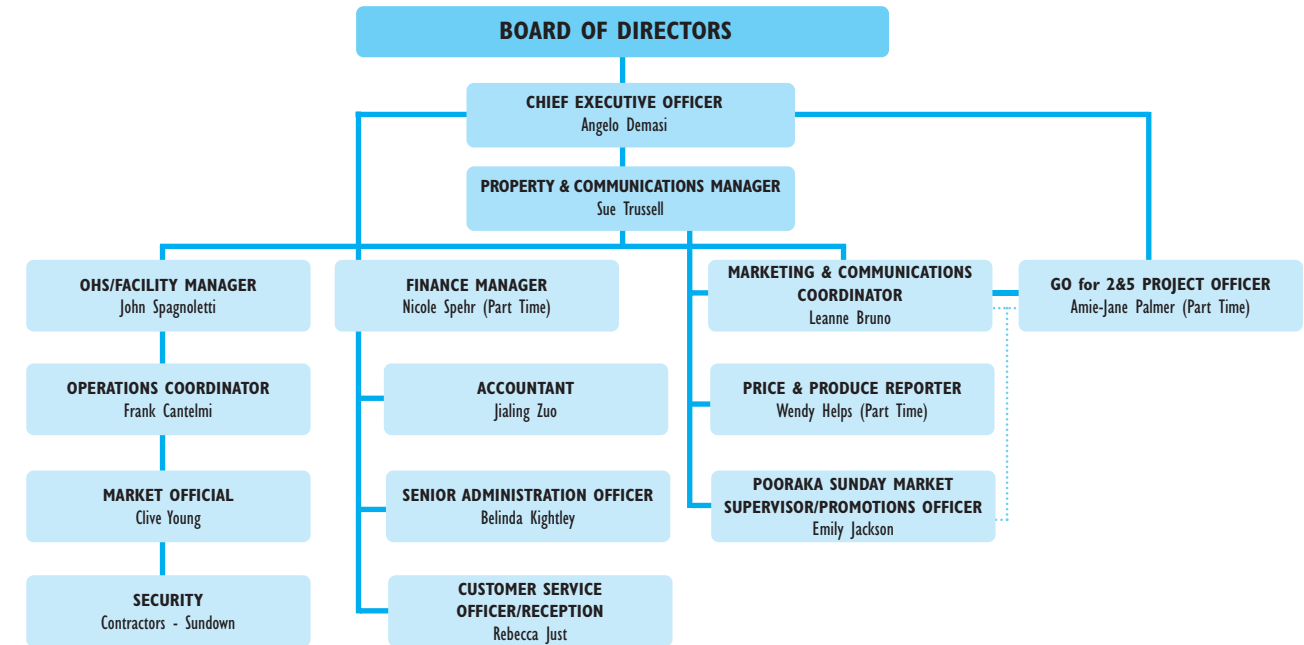 BOARD OF DIRECTORS
CHIEF EXECUTIVE OFFICER
Angelo Demasi
PROPERTY & COMMUNICATIONS MANAGER
Sue Trussell
OHS/FACILITY MANAGER
John Spagnoletti
FINANCE MANAGER
Nicole Spehr (Part Time)
MARKETING & COMMUNICATIONS
COORDINATOR
Leanne Bruno
GO for 2&5 PROJECT OFFICER
Amie-Jane Palmer (Part Time)
OPERATIONS COORDINATOR
Frank Cantelmi
ACCOUNTANT
Jialing Zuo
PRICE & PRODUCE REPORTER
Wendy Helps (Part Time)
MARKET OFFICIAL
Clive Young
SENIOR ADMINISTRATION OFFICER
Belinda Kightley
POORAKA SUNDAY MARKET
SUPERVISOR/PROMOTIONS OFFICER
Emily Jackson
SECURITY
Contractors - Sundown
CUSTOMER SERVICE
OFFICER/RECEPTION
Rebecca Just